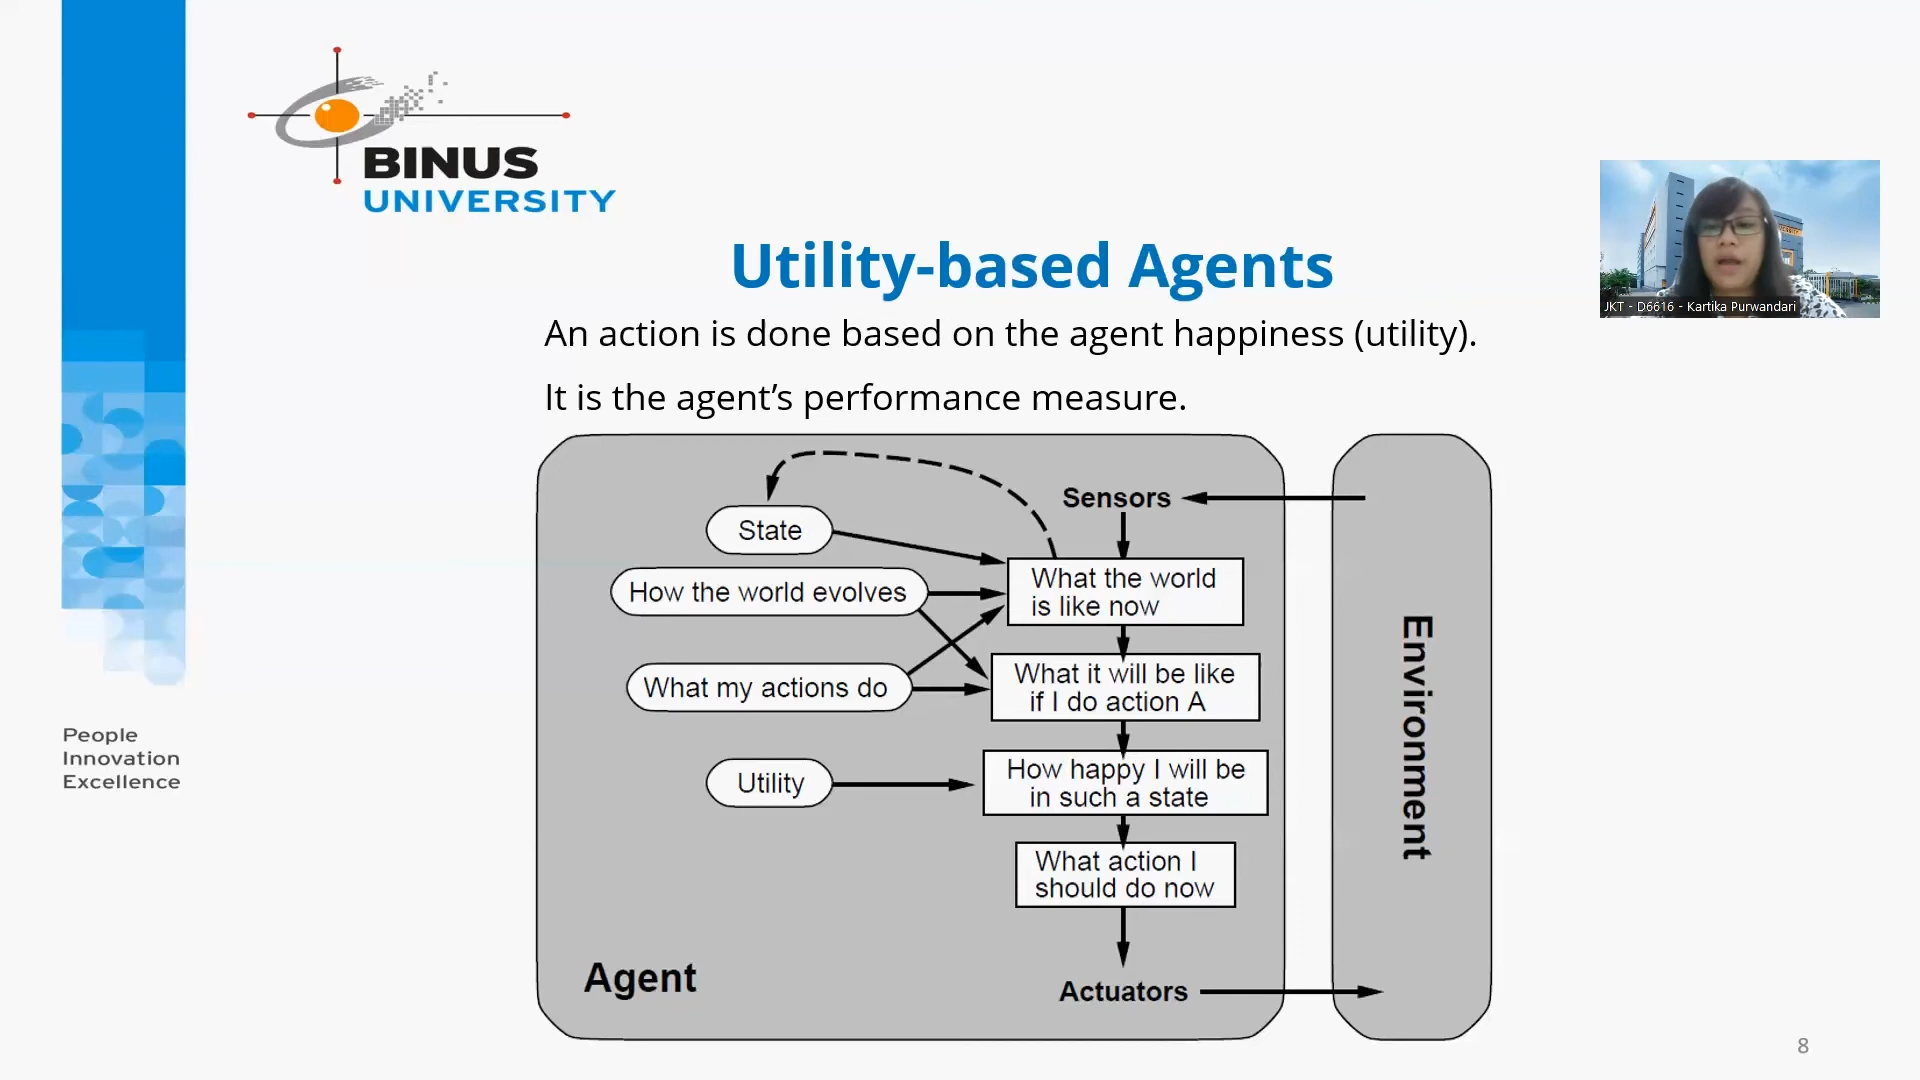 BINUS
UNIVERSITY
Utility-based Agents
An action is done based on the agent happiness (utility).
It is the agent’s performance measure.
JKT - D6616 - Kartika Purwandari
Sensors
State
What the world
is like now
How the world evolves
What it will be like
if I do action A
What my actions do
How happy I will be
in such a state
Utility
What action I
should do now
Agent
Actuators
Environment
People
Innovation
Excellence
8